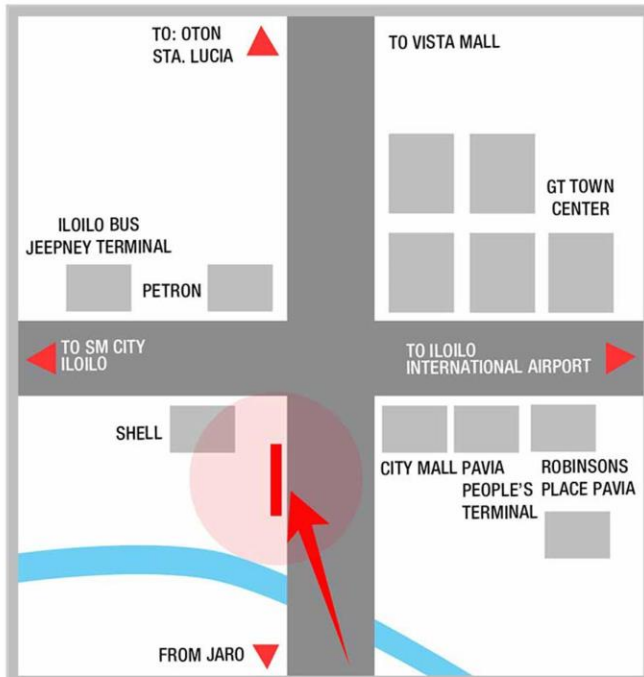 TO: OTON
STA. LUCIA
TO VISTA MALL
GT TOWN
CENTER
ILOILO BUS
JEEPNEY TERMINAL
PETRON
TO SM CITY
ILOILO
TO ILOILO
INTERNATIONAL AIRPORT
SHELL
CITY MALL
PAVIA
PEOPLE'S
TERMINAL
ROBINSONS
PLACE PAVIA
FROM JARO